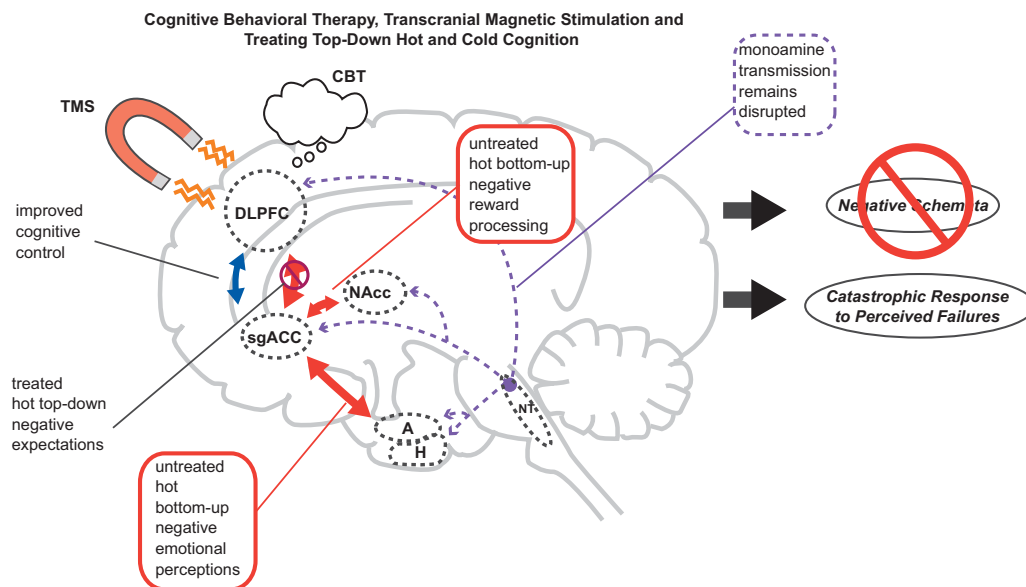 Cognitive Behavioral Therapy, Transcranial Magnetic Stimulation and
Treating Top-Down Hot and Cold Cognition
CBT
TMS
monoamine
transmission
remains
disrupted
untreated
hot bottom-up
negative
reward
processing
improved
cognitive
control
DLPFC
Negative Schemata
NAcc
sgACC
Catastrophic Response
to Perceived Failures
treated
hot top-down
negative
expectations
NT
A
H
untreated
hot
bottom-up
negative
emotional
perceptions